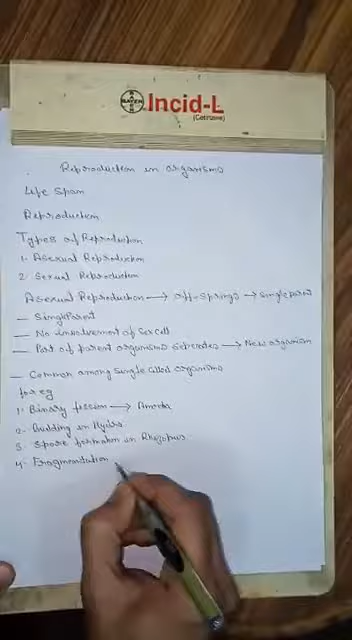 BAYER
Incid-L
(Cetirizine)
Reproduction in organisms
Life Span
Reproduction
Types of Reproduction
1. Asexual Reproduction
2. Sexual Reproduction
Asexual Reproduction → off-springs → single parent
— Single Parent
— No involvement of Sex Cell
— Part of parent organisms seperates → New organism
— Common among Single Celled organisms
for eg
1. Binary fission → Amoeba
2. Budding in Hydra
3. Spore formation in Rhizopus
4. Fragmentation